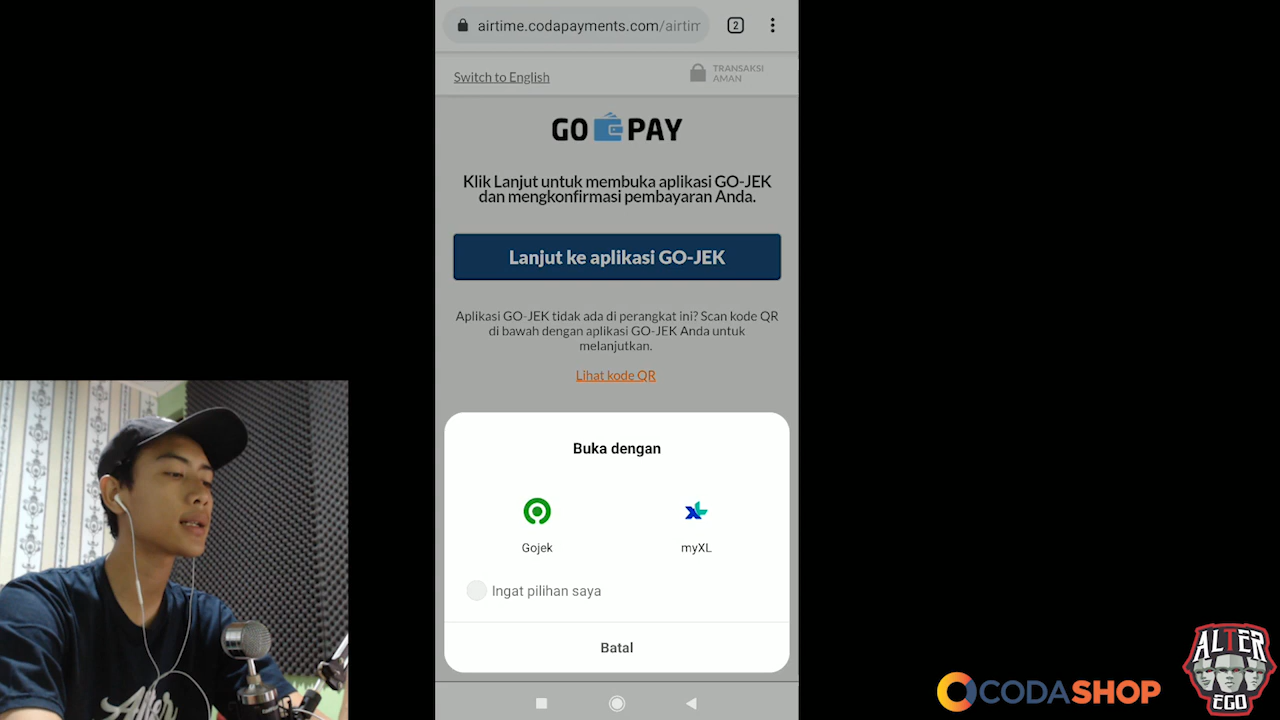 airtime.codapayments.com/airtim
2
Switch to English
TRANSAKSI
AMAN
GO PAY
Klik Lanjut untuk membuka aplikasi GO-JEK
dan mengkonfirmasi pembayaran Anda.
Lanjut ke aplikasi GO-JEK
Aplikasi GO-JEK tidak ada di perangkat ini? Scan kode QR
di bawah dengan aplikasi GO-JEK Anda untuk
melanjutkan.
Lihat kode QR
Buka dengan
Gojek
XL
myXL
Ingat pilihan saya
Batal
Alter
CODASHOP
ALTER
EGO